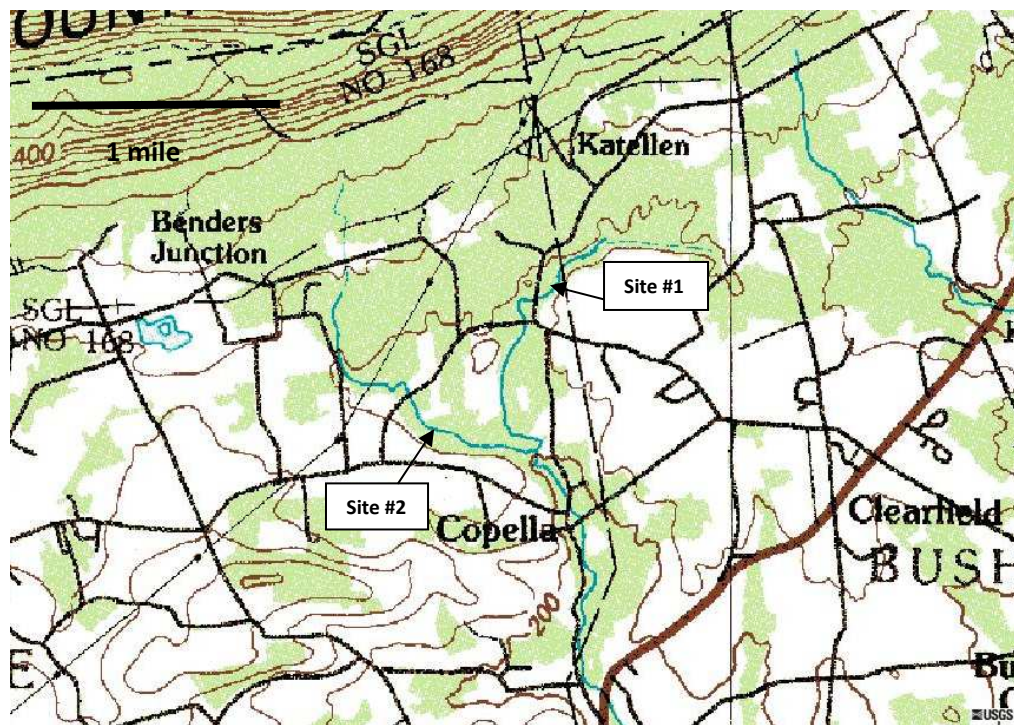 SGL
NO 168
400
1 mile
Katellen
Benders
Junction
Site #1
SGL
NO 168
Site #2
Copella
Clearfield
BUSH
200
E
Bu
USGS